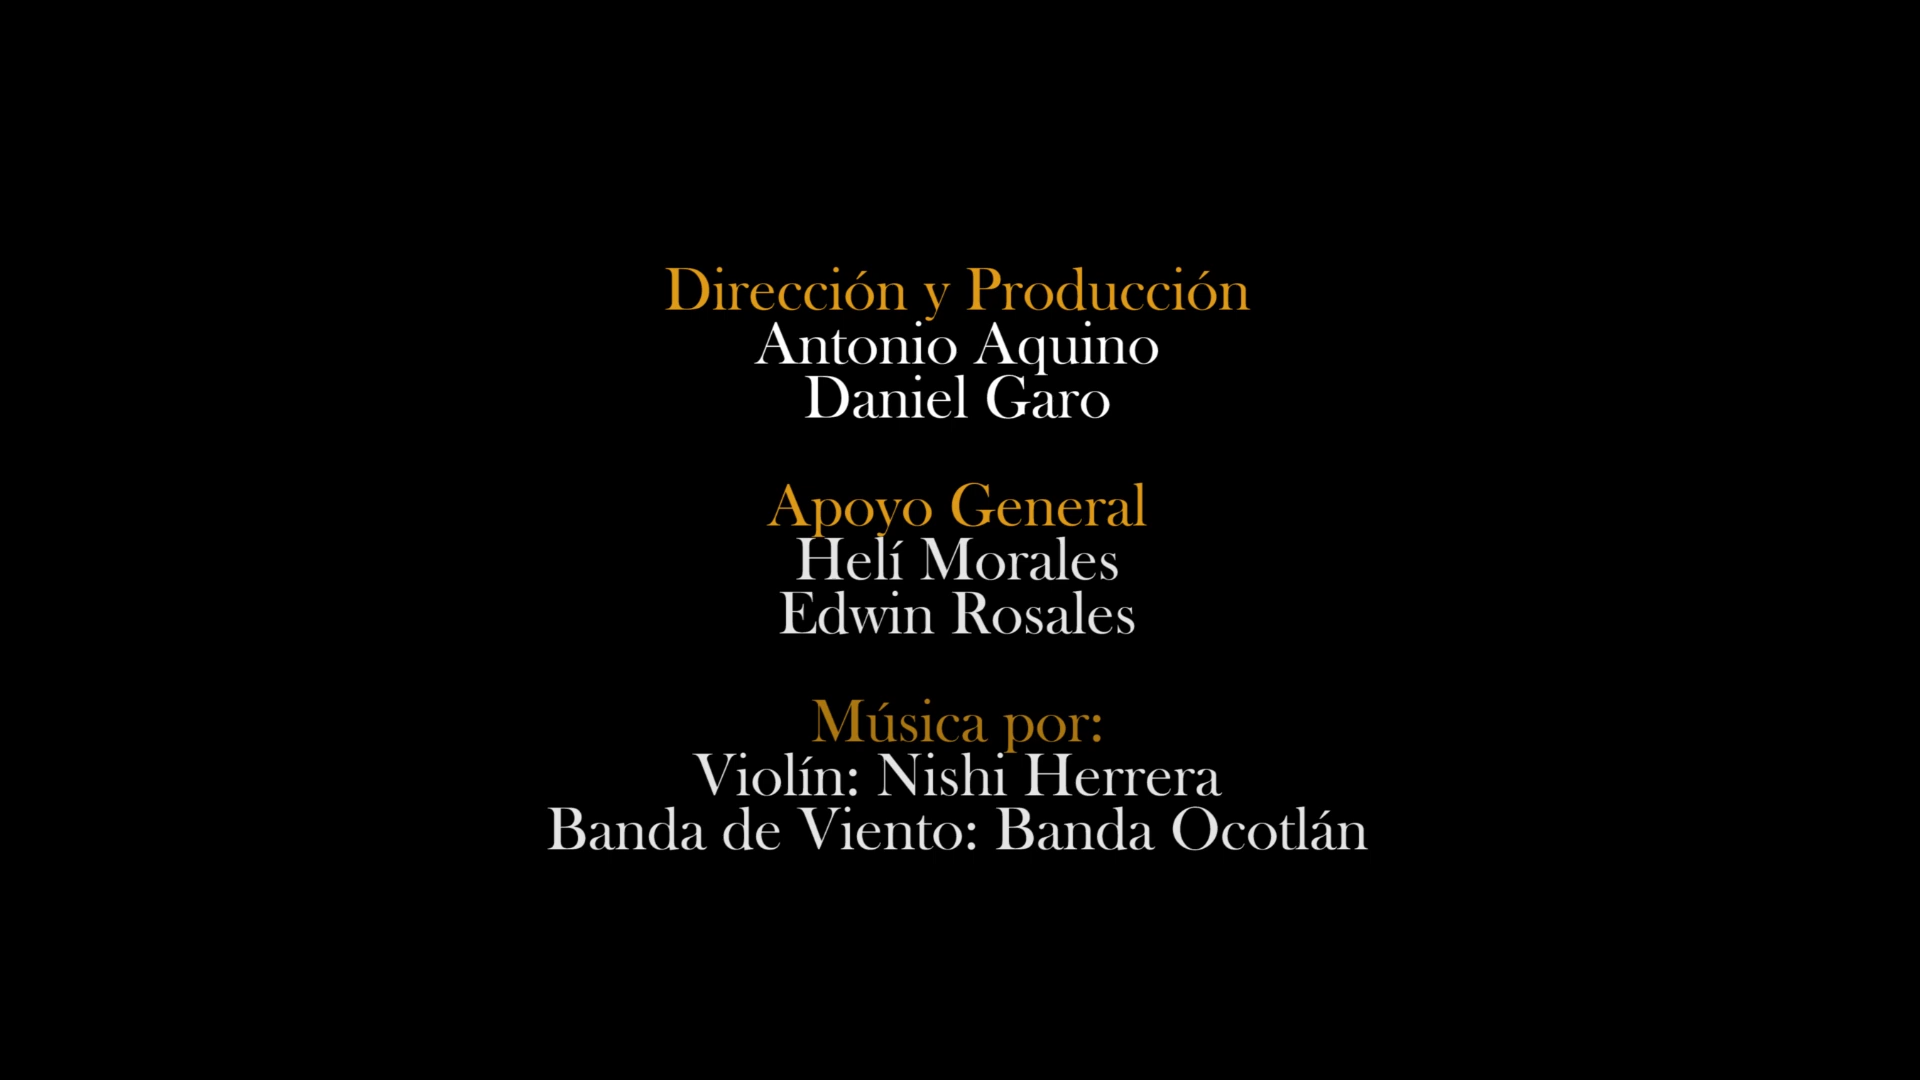 Dirección y Producción
Antonio Aquino
Daniel Garo
Apoyo General
Helí Morales
Edwin Rosales
Música por:
Violín: Nishi Herrera
Banda de Viento: Banda Ocotlán